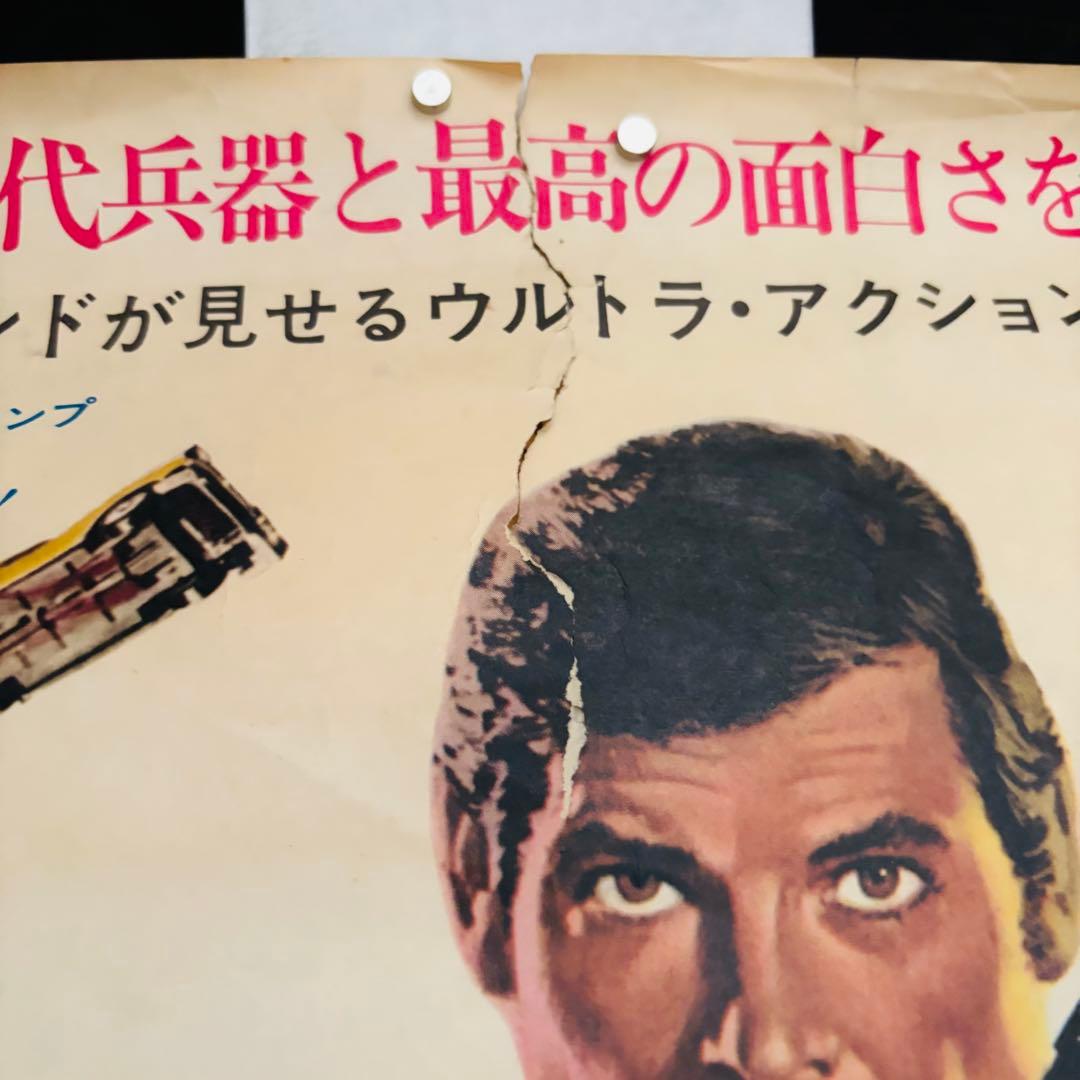 代兵器と最高の面白さを
ンドが見せるウルトラ・アクション
ンプ